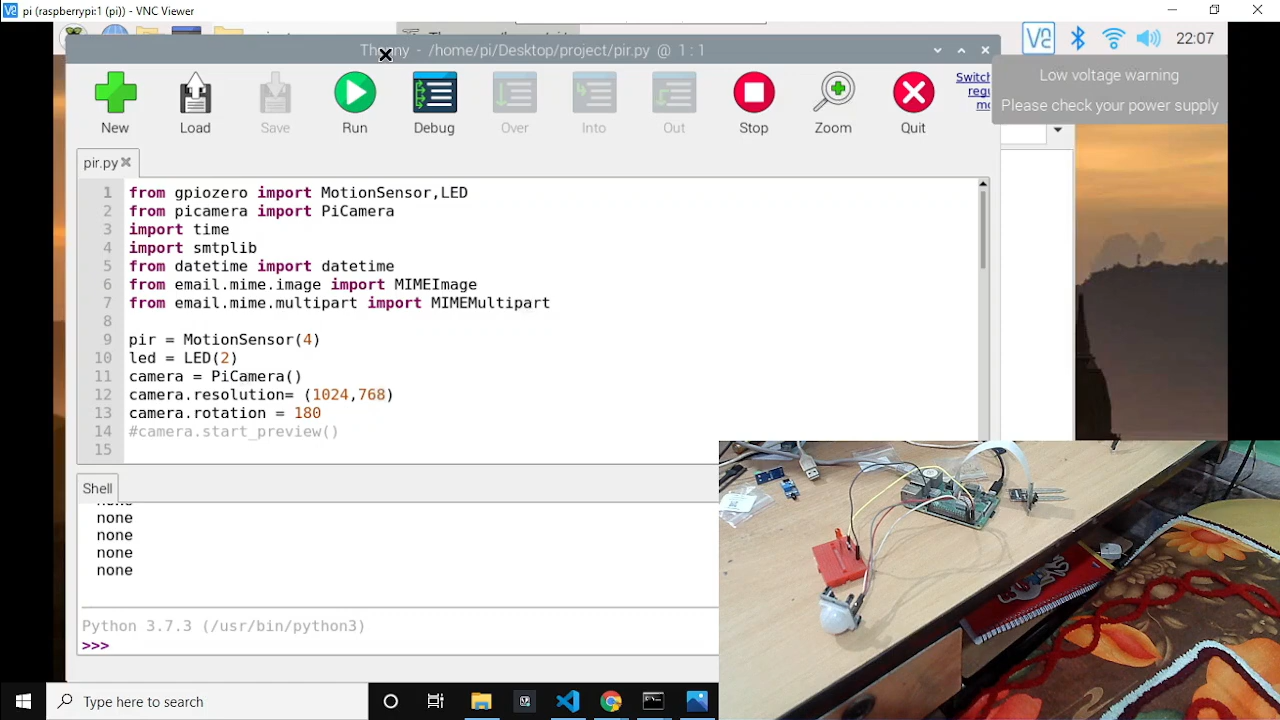 pi (raspberrypi:1 (pi)) - VNC Viewer
22:07
Thonny - /home/pi/Desktop/project/pir.py @ 1 : 1
Low voltage warning
Please check your power supply
New
Load
Save
Run
Debug
Over
Into
Out
Stop
Zoom
Quit
Switch
regu
mo
pir.py
1 from gpiozero import MotionSensor,LED
2 from picamera import PiCamera
3 import time
4 import smtplib
5 from datetime import datetime
6 from email.mime.image import MIMEImage
7 from email.mime.multipart import MIMEMultipart
8
9 pir = MotionSensor(4)
10 led = LED(2)
11 camera = PiCamera()
12 camera.resolution= (1024,768)
13 camera.rotation = 180
14 #camera.start_preview()
15
Shell
none
none
none
none
none
Python 3.7.3 (/usr/bin/python3)
>>>
Type here to search